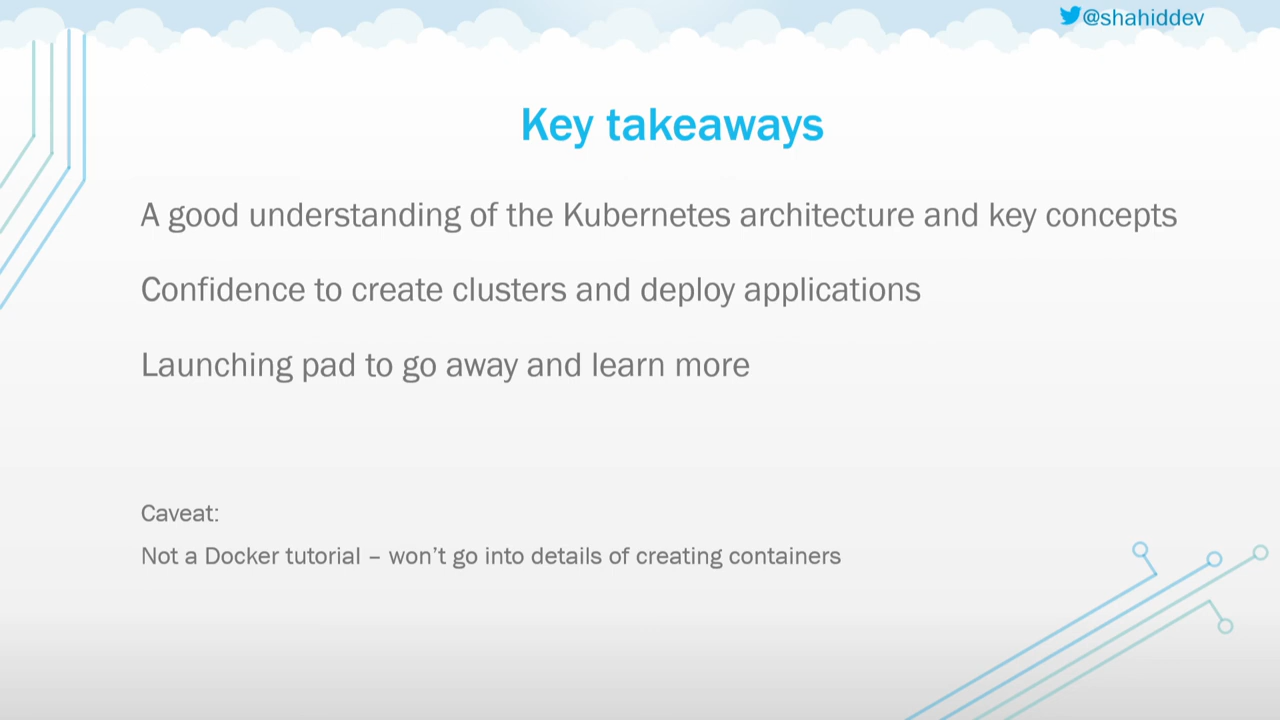 @shahiddev
Key takeaways
A good understanding of the Kubernetes architecture and key concepts
Confidence to create clusters and deploy applications
Launching pad to go away and learn more
Caveat:
Not a Docker tutorial – won’t go into details of creating containers